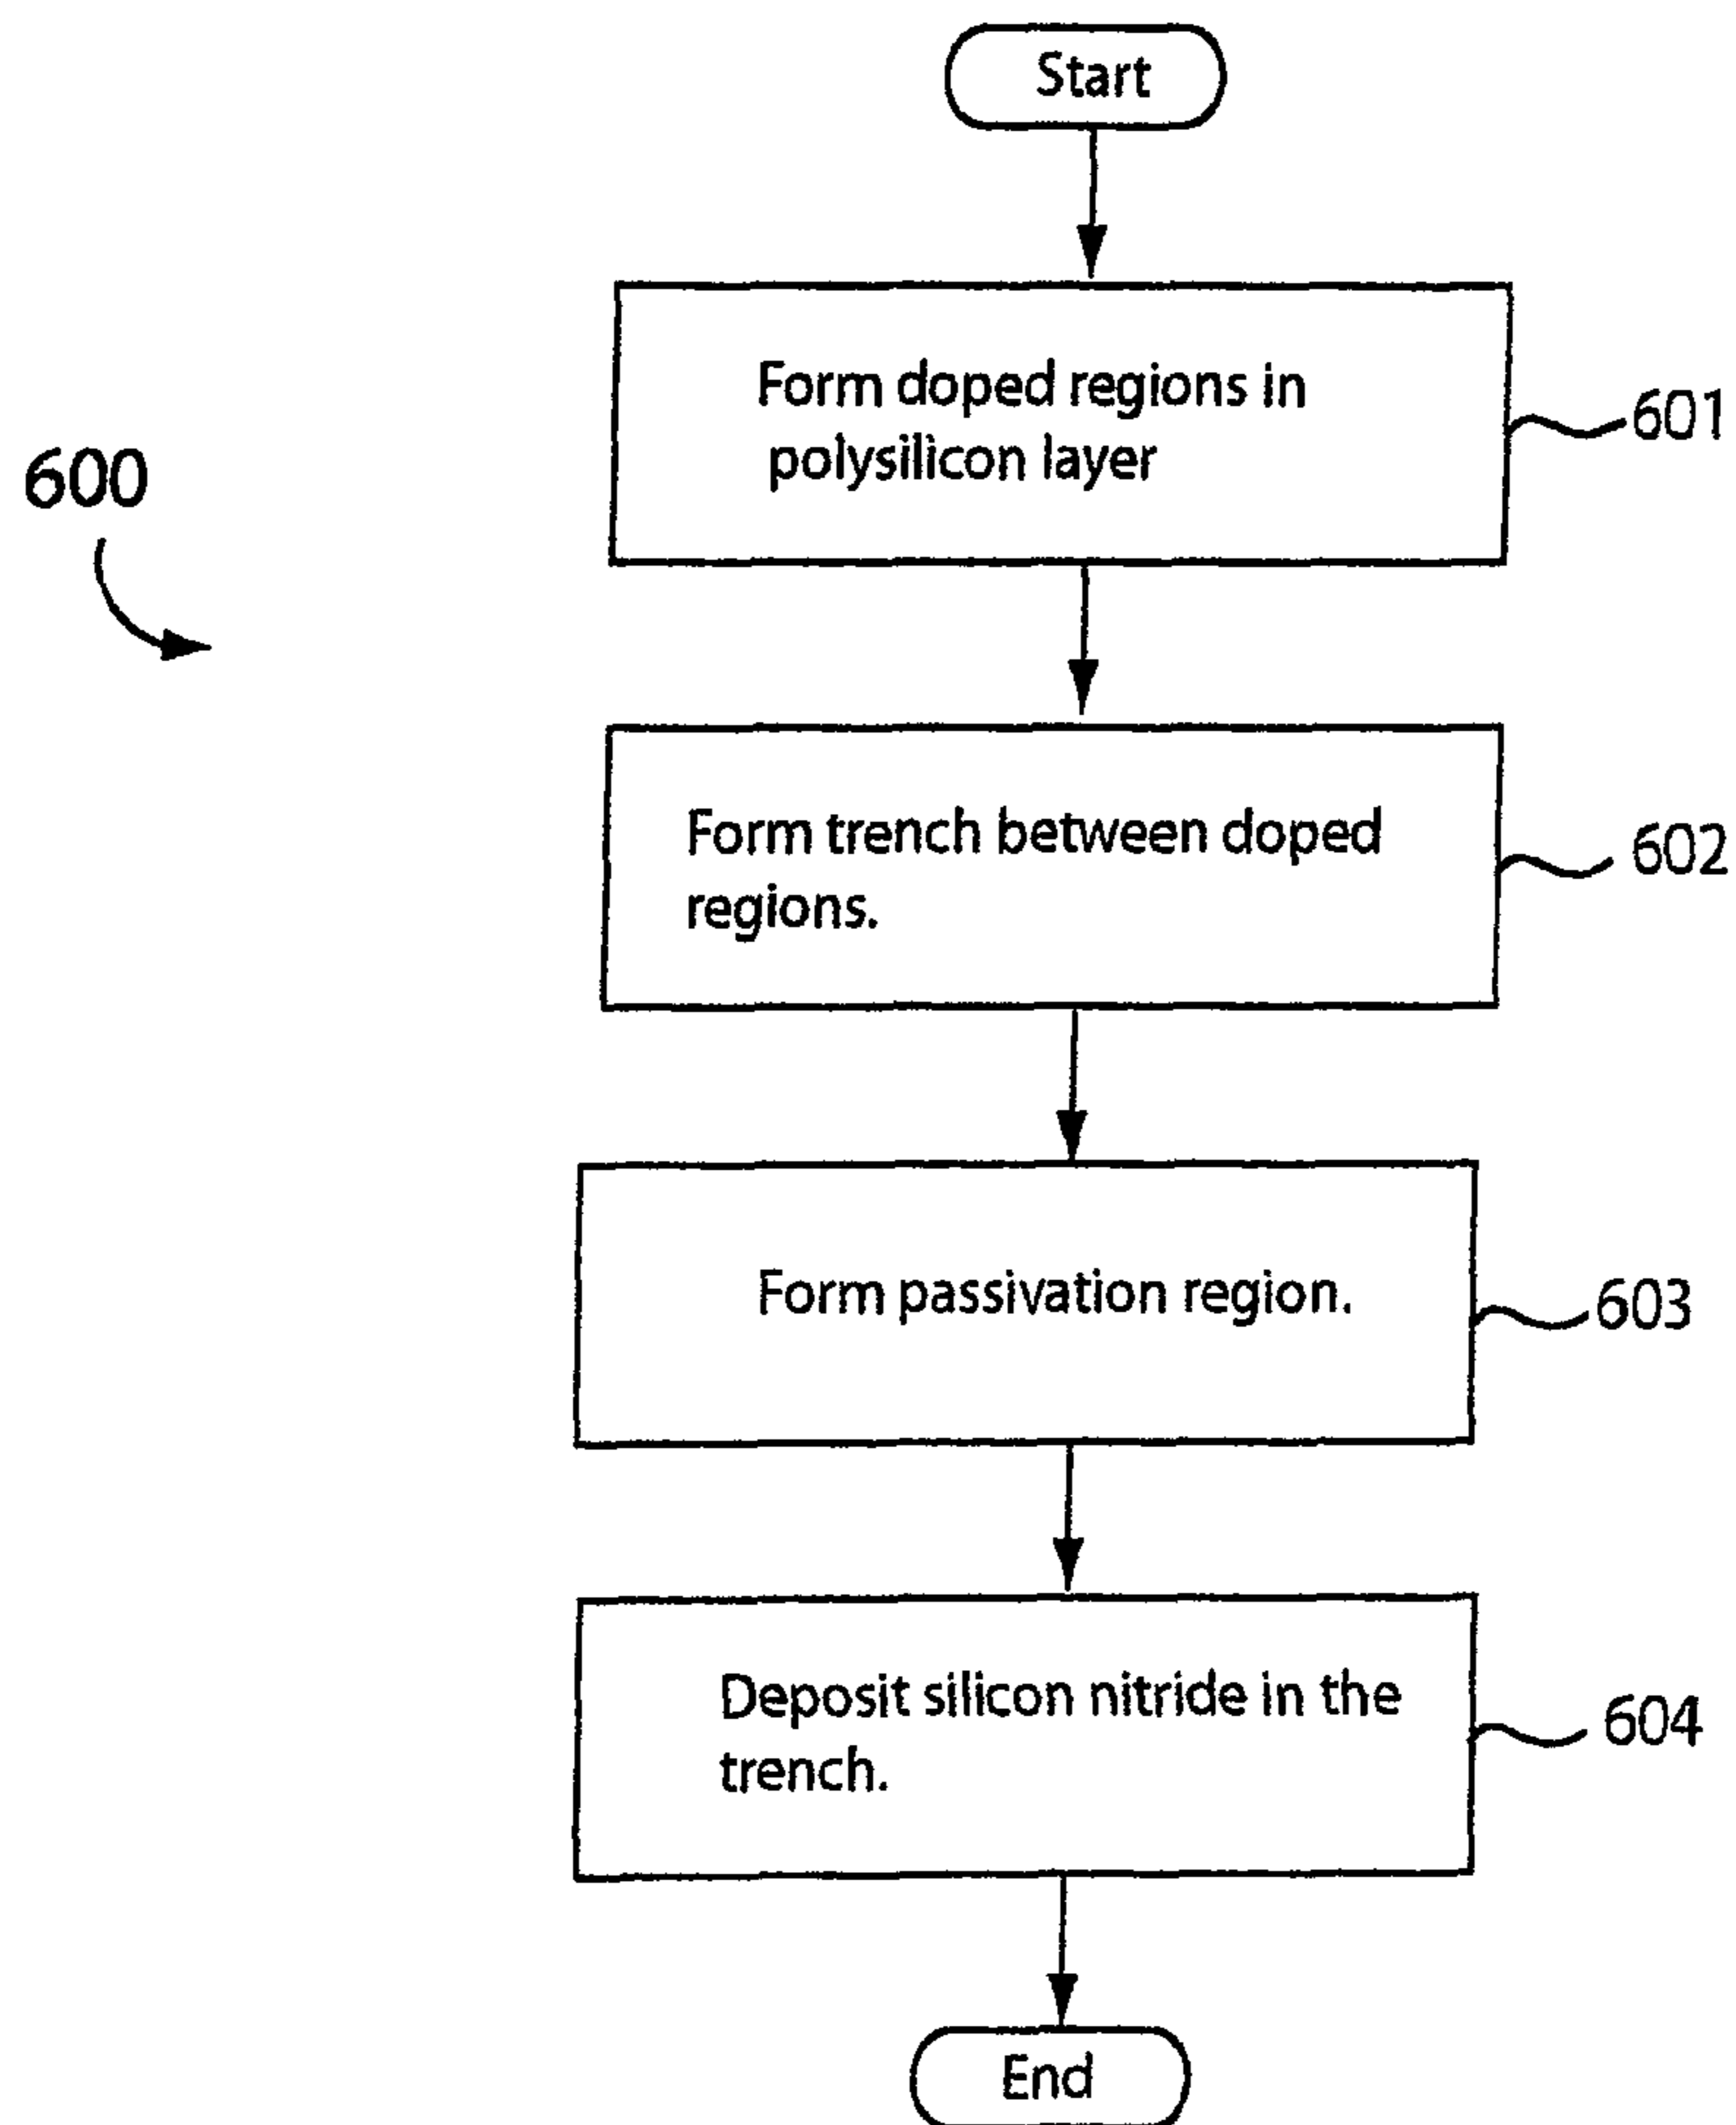 Start
Form doped regions in
polysilicon layer
601
600
Form trench between doped
regions.
602
Form passivation region.
603
Deposit silicon nitride in the
trench.
604
End